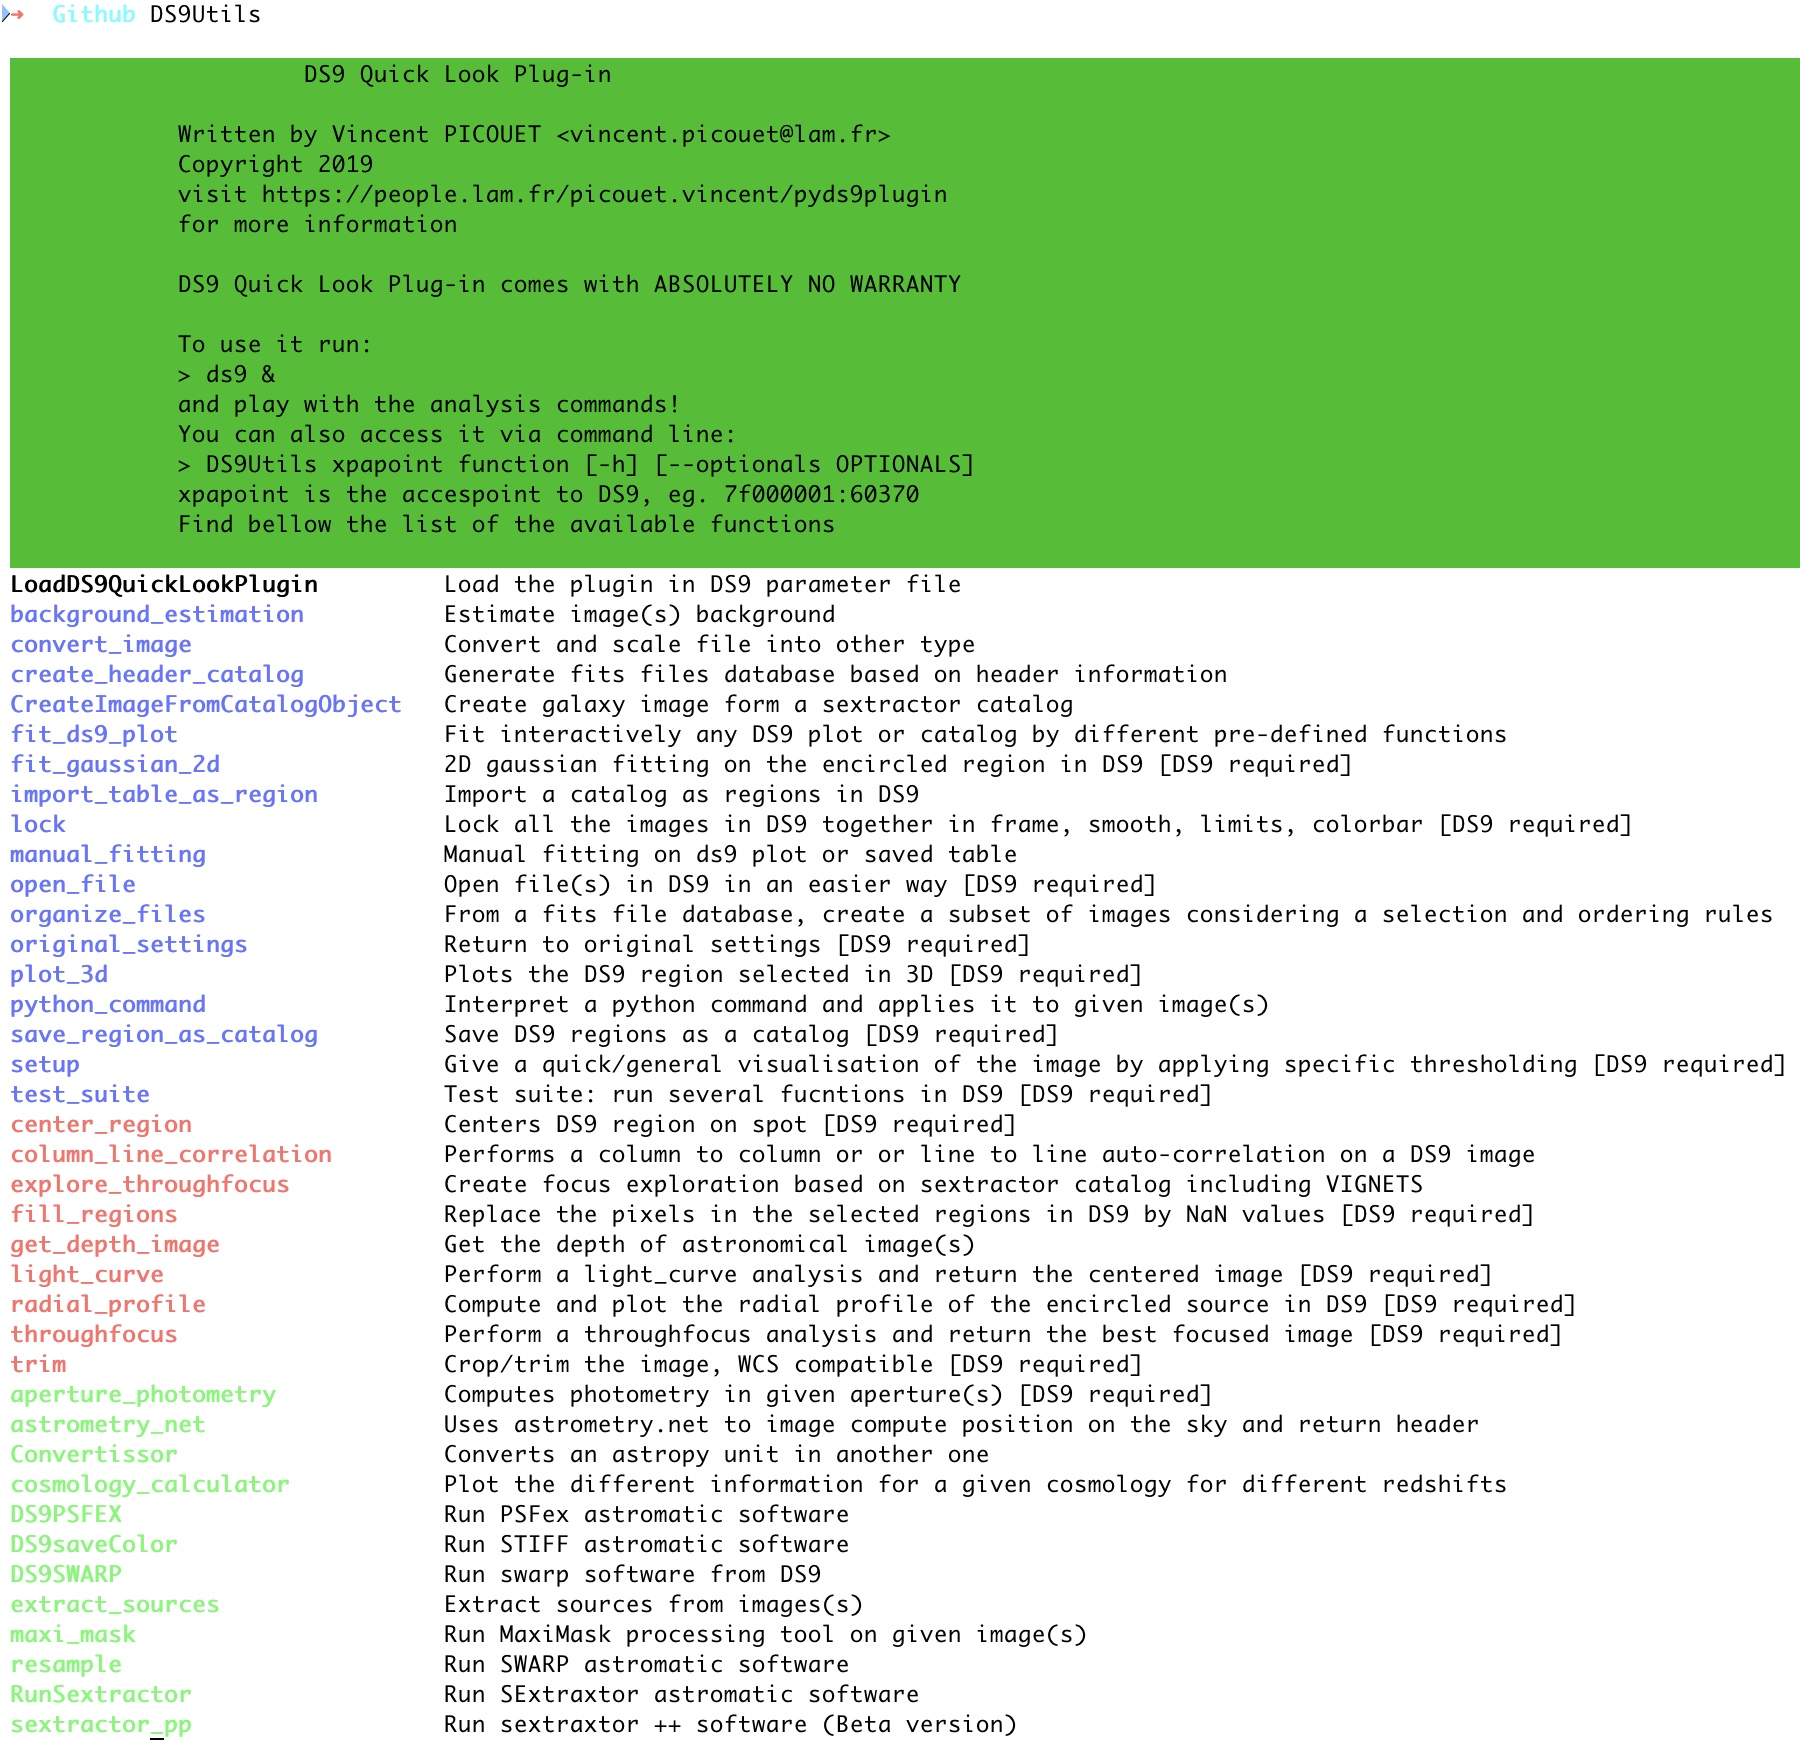 ➜ Github DS9Utils
DS9 Quick Look Plug-in
Written by Vincent PICOUET <vincent.picouet@lam.fr>
Copyright 2019
visit https://people.lam.fr/picouet.vincent/pyds9plugin
for more information
DS9 Quick Look Plug-in comes with ABSOLUTELY NO WARRANTY
To use it run:
> ds9 &
and play with the analysis commands!
You can also access it via command line:
> DS9Utils xpapoint function [-h] [--optionals OPTIONALS]
xpapoint is the accespoint to DS9, eg. 7f000001:60370
Find bellow the list of the available functions
LoadDS9QuickLookPlugin Load the plugin in DS9 parameter file
background_estimation Estimate image(s) background
convert_image Convert and scale file into other type
create_header_catalog Generate fits files database based on header information
CreateImageFromCatalogObject Create galaxy image form a sextractor catalog
fit_ds9_plot Fit interactively any DS9 plot or catalog by different pre-defined functions
fit_gaussian_2d 2D gaussian fitting on the encircled region in DS9 [DS9 required]
import_table_as_region Import a catalog as regions in DS9
lock Lock all the images in DS9 together in frame, smooth, limits, colorbar [DS9 required]
manual_fitting Manual fitting on ds9 plot or saved table
open_file Open file(s) in DS9 in an easier way [DS9 required]
organize_files From a fits file database, create a subset of images considering a selection and ordering rules
original_settings Return to original settings [DS9 required]
plot_3d Plots the DS9 region selected in 3D [DS9 required]
python_command Interpret a python command and applies it to given image(s)
save_region_as_catalog Save DS9 regions as a catalog [DS9 required]
setup Give a quick/general visualisation of the image by applying specific thresholding [DS9 required]
test_suite Test suite: run several fucntions in DS9 [DS9 required]
center_region Centers DS9 region on spot [DS9 required]
column_line_correlation Performs a column to column or or line to line auto-correlation on a DS9 image
explore_throughfocus Create focus exploration based on sextractor catalog including VIGNETS
fill_regions Replace the pixels in the selected regions in DS9 by NaN values [DS9 required]
get_depth_image Get the depth of astronomical image(s)
light_curve Perform a light_curve analysis and return the centered image [DS9 required]
radial_profile Compute and plot the radial profile of the encircled source in DS9 [DS9 required]
throughfocus Perform a throughfocus analysis and return the best focused image [DS9 required]
trim Crop/trim the image, WCS compatible [DS9 required]
aperture_photometry Computes photometry in given aperture(s) [DS9 required]
astrometry_net Uses astrometry.net to image compute position on the sky and return header
Convertissor Converts an astropy unit in another one
cosmology_calculator Plot the different information for a given cosmology for different redshifts
DS9PSFEX Run PSFex astromatic software
DS9saveColor Run STIFF astromatic software
DS9SWARP Run swarp software from DS9
extract_sources Extract sources from images(s)
maxi_mask Run MaxiMask processing tool on given image(s)
resample Run SWARP astromatic software
RunSextractor Run SExtraxtor astromatic software
sextractor_pp Run sextraxtor ++ software (Beta version)